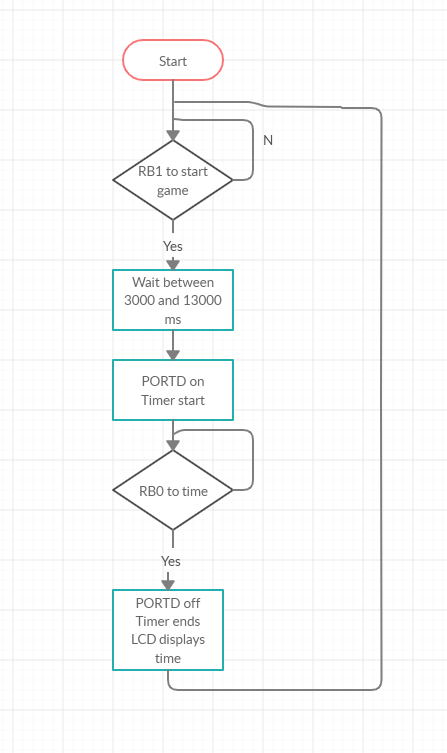 Start
N
RB1 to start
game
Yes
Wait between
3000 and 13000
ms
PORTD on
Timer start
RB0 to time
Yes
PORTD off
Timer ends
LCD displays
time